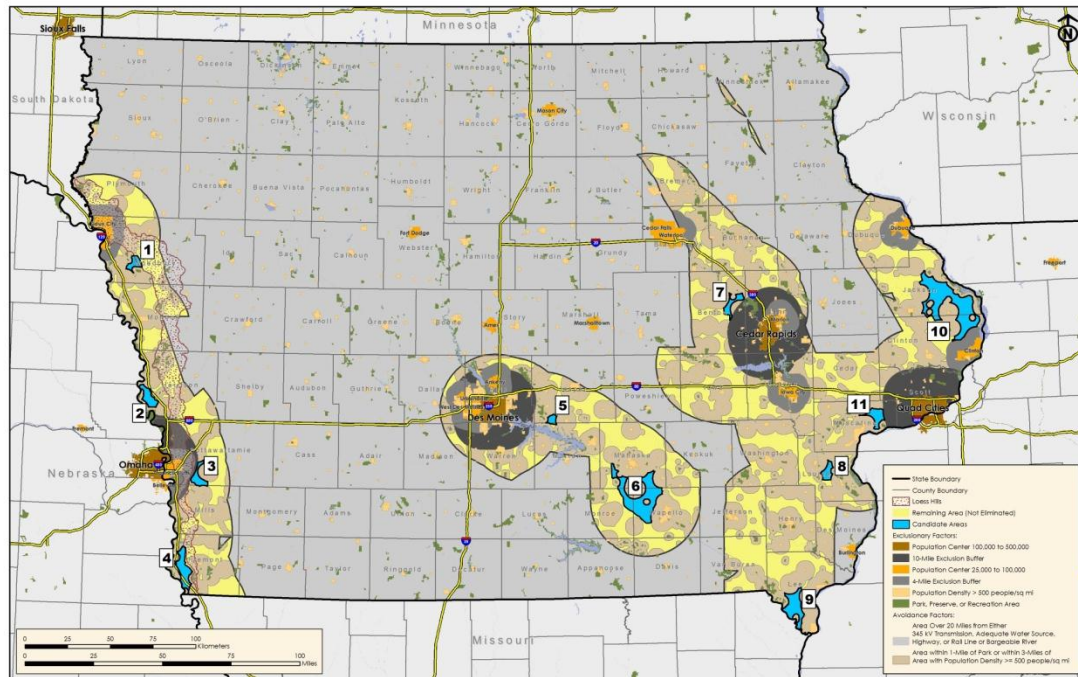 Sioux Falls
Minnesota
N
Lyon
Osceola
Dickinson
Emmet
Winnebago
Mitchell
Howard
Winneshiek
Allamakee
Kossuth
South Dakota
Mason City
Sioux
O'Brien
Clay
Palo Alto
Hancock
Cerro Gordo
Floyd
Chickasaw
Wisconsin
Fayette
Clayton
Plymouth
Cherokee
Buena Vista
Pocahontas
Humboldt
Wright
Franklin
Butler
Bremer
Cedar Falls
Waterloo
Fort Dodge
Webster
Buchanan
Delaware
Dubuque
Dubuque
1
Ida
Sac
Calhoun
Hamilton
Hardin
Grundy
Freeport
7
Jackson
Crawford
Carroll
Greene
Boone
Story
Marshall
Marshalltown
Tama
Benton
Jones
10
Ames
Cedar Rapids
Clinton
2
Shelby
Audubon
Guthrie
Dallas
Poweshiek
Iowa City
Cedar
Scott
5
11
Quad Cities
Fremont
Des Moines
Muscatine
Nebraska
Omaha
3
Pottawattamie
Cass
Adair
Madison
Warren
Marion
Mahaska
Keokuk
Washington
8
6
Mills
Montgomery
Adams
Union
Clarke
Lucas
Monroe
Wapello
Jefferson
Henry
Des Moines
Burlington
4
Fremont
Page
Taylor
Ringgold
Decatur
Wayne
Appanoose
Davis
Van Buren
Lee
9
Missouri
0 25 50 75 100
Kilometers
0 25 50 75 100
Miles
State Boundary
County Boundary
Loess Hills
Remaining Area (Not Eliminated)
Candidate Areas
Exclusionary Factors:
Population Center 100,000 to 500,000
10-Mile Exclusion Buffer
Population Center 25,000 to 100,000
4-Mile Exclusion Buffer
Population Density > 500 people/sq mi
Park, Preserve, or Recreation Area
Avoidance Factors:
Area Over 20 Miles from Either
345 kV Transmission, Adequate Water Source,
Highway, or Rail Line or Bargeable River
Area within 1-Mile of Park or within 3-Miles of
Area with Population Density >= 500 people/sq mi